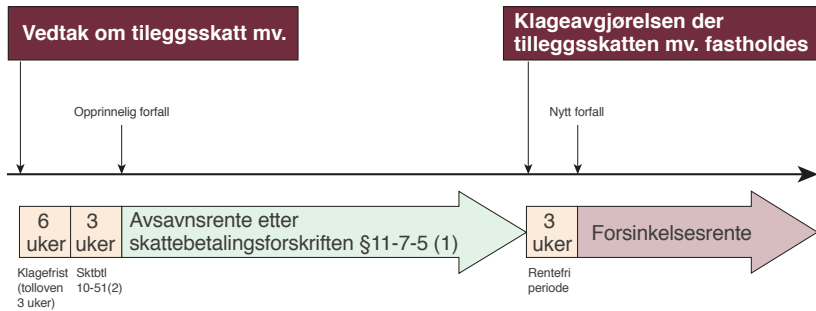 Vedtak om tileggsskatt mv.
Klageavgjørelsen der
tilleggsskatten mv. fastholdes
Opprinnelig forfall
Nytt forfall
6
uker
3
uker
Avsavnsrente etter
skattebetalingsforskriften §11-7-5 (1)
3
uker
Forsinkelsesrente
Klagefrist
(tolloven
3 uker)
Sktbtl
10-51(2)
Rentefri
periode